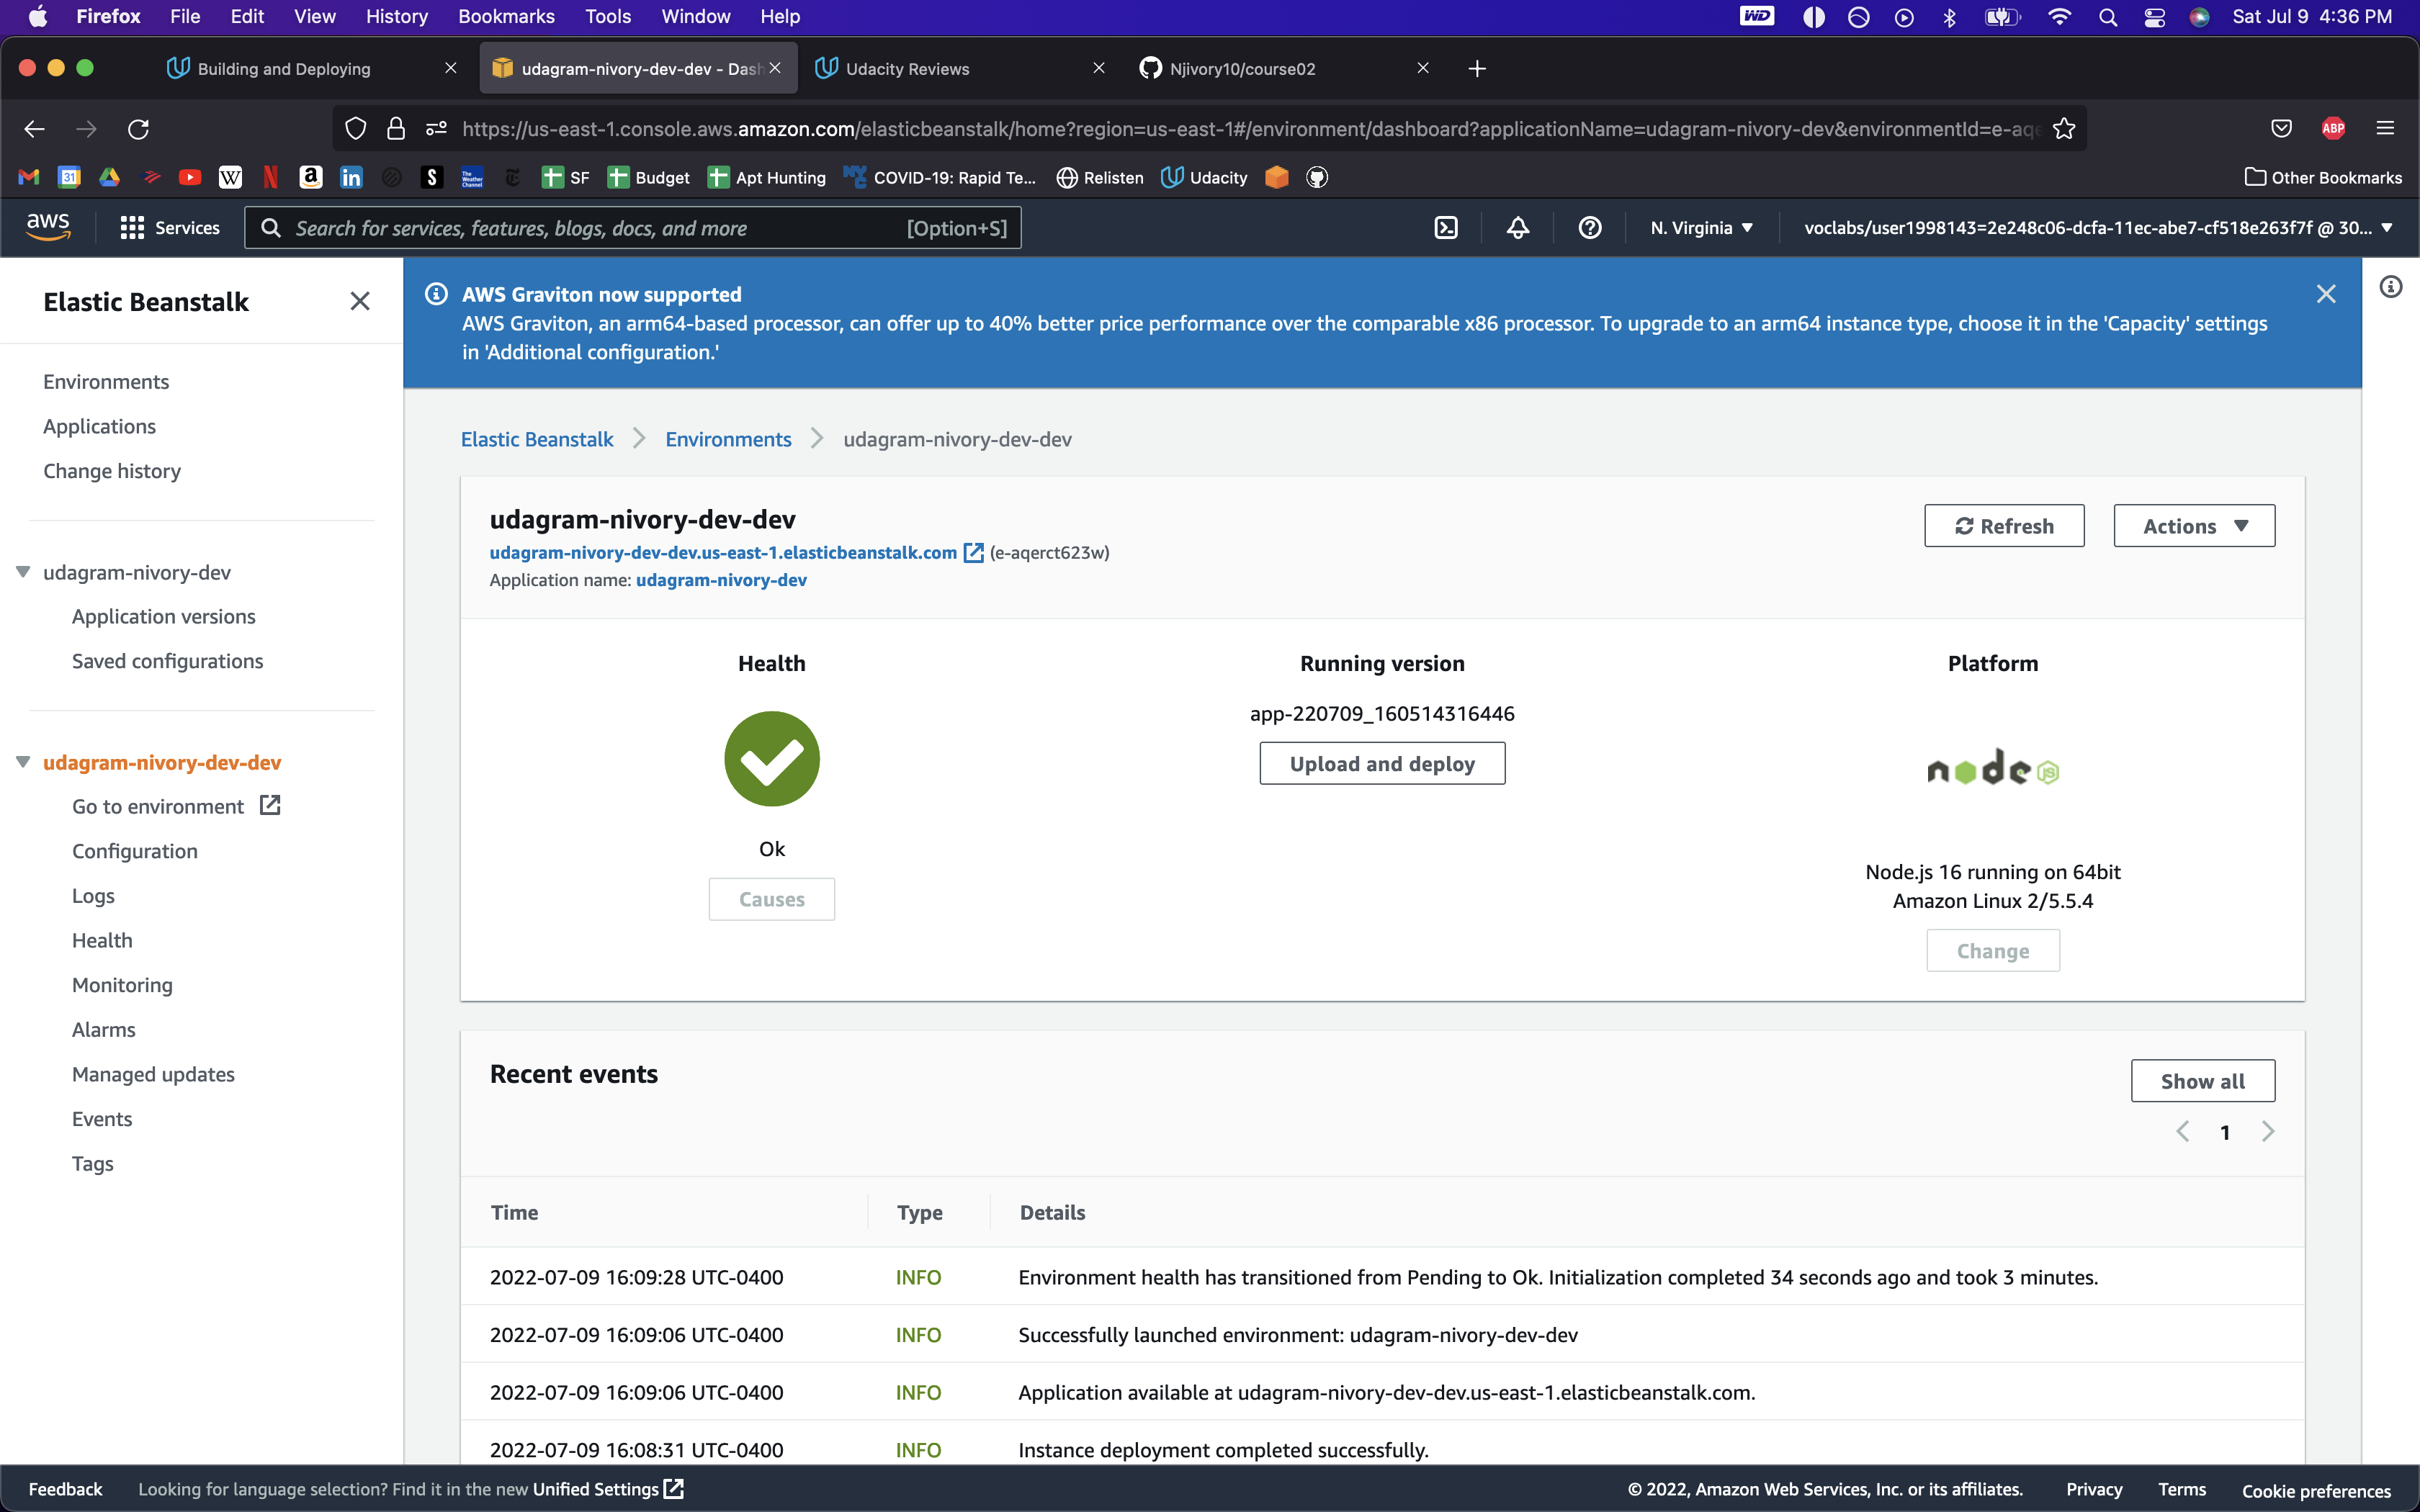 Firefox File Edit View History Bookmarks Tools Window Help WD Sat Jul 9 4:36 PM
Building and Deploying udagram-nivory-dev-dev - Dash Udacity Reviews Njivory10/course02
https://us-east-1.console.aws.amazon.com/elasticbeanstalk/home?region=us-east-1#/environment/dashboard?applicationName=udagram-nivory-dev&environmentId=e-aqe ABP
31 W N a in S The Weather Channel SF Budget Apt Hunting COVID-19: Rapid Te... Relisten Udacity Other Bookmarks
aws Services Search for services, features, blogs, docs, and more [Option+S] N. Virginia voclabs/user1998143=2e248c06-dcfa-11ec-abe7-cf518e263f7f @ 30...
Elastic Beanstalk
Environments
Applications
Change history
udagram-nivory-dev
Application versions
Saved configurations
udagram-nivory-dev-dev
Go to environment
Configuration
Logs
Health
Monitoring
Alarms
Managed updates
Events
Tags
AWS Graviton now supported
AWS Graviton, an arm64-based processor, can offer up to 40% better price performance over the comparable x86 processor. To upgrade to an arm64 instance type, choose it in the 'Capacity' settings
in 'Additional configuration.'
Elastic Beanstalk Environments udagram-nivory-dev-dev
udagram-nivory-dev-dev
udagram-nivory-dev-dev.us-east-1.elasticbeanstalk.com (e-aqerct623w)
Application name: udagram-nivory-dev
Refresh Actions
Health
Ok
Causes
Running version
app-220709_160514316446
Upload and deploy
Platform
node JS
Node.js 16 running on 64bit
Amazon Linux 2/5.5.4
Change
Recent events
Show all
1
Time Type Details
2022-07-09 16:09:28 UTC-0400 INFO Environment health has transitioned from Pending to Ok. Initialization completed 34 seconds ago and took 3 minutes.
2022-07-09 16:09:06 UTC-0400 INFO Successfully launched environment: udagram-nivory-dev-dev
2022-07-09 16:09:06 UTC-0400 INFO Application available at udagram-nivory-dev-dev.us-east-1.elasticbeanstalk.com.
2022-07-09 16:08:31 UTC-0400 INFO Instance deployment completed successfully.
Feedback Looking for language selection? Find it in the new Unified Settings © 2022, Amazon Web Services, Inc. or its affiliates. Privacy Terms Cookie preferences